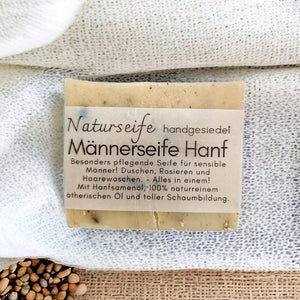 Naturseife handgesiedet
Männerseife Hanf
Besonders pflegende Seife für sensible
Männer! Duschen, Rasieren und
Haarewaschen. - Alles in einem!
Mit Hanfsamenöl, 100% naturreinem
ätherischen Öl und toller Schaumbildung.